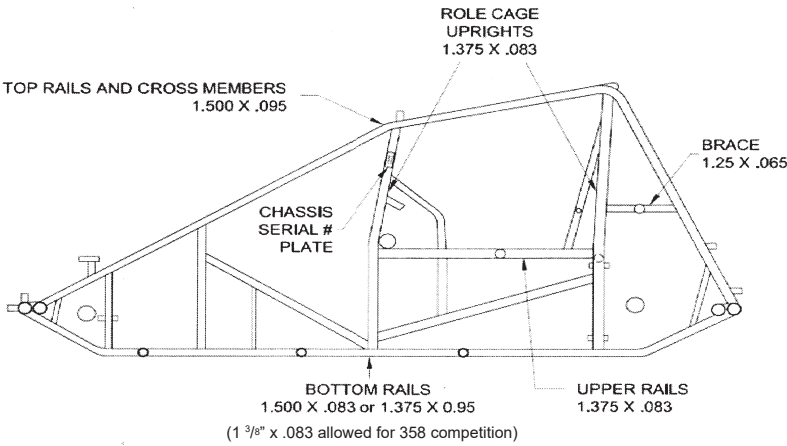 ROLE CAGE
UPRIGHTS
1.375 X .083
TOP RAILS AND CROSS MEMBERS
1.500 X .095
BRACE
1.25 X .065
CHASSIS
SERIAL #
PLATE
BOTTOM RAILS
1.500 X .083 or 1.375 X 0.95
(1 3/8" x .083 allowed for 358 competition)
UPPER RAILS
1.375 X .083